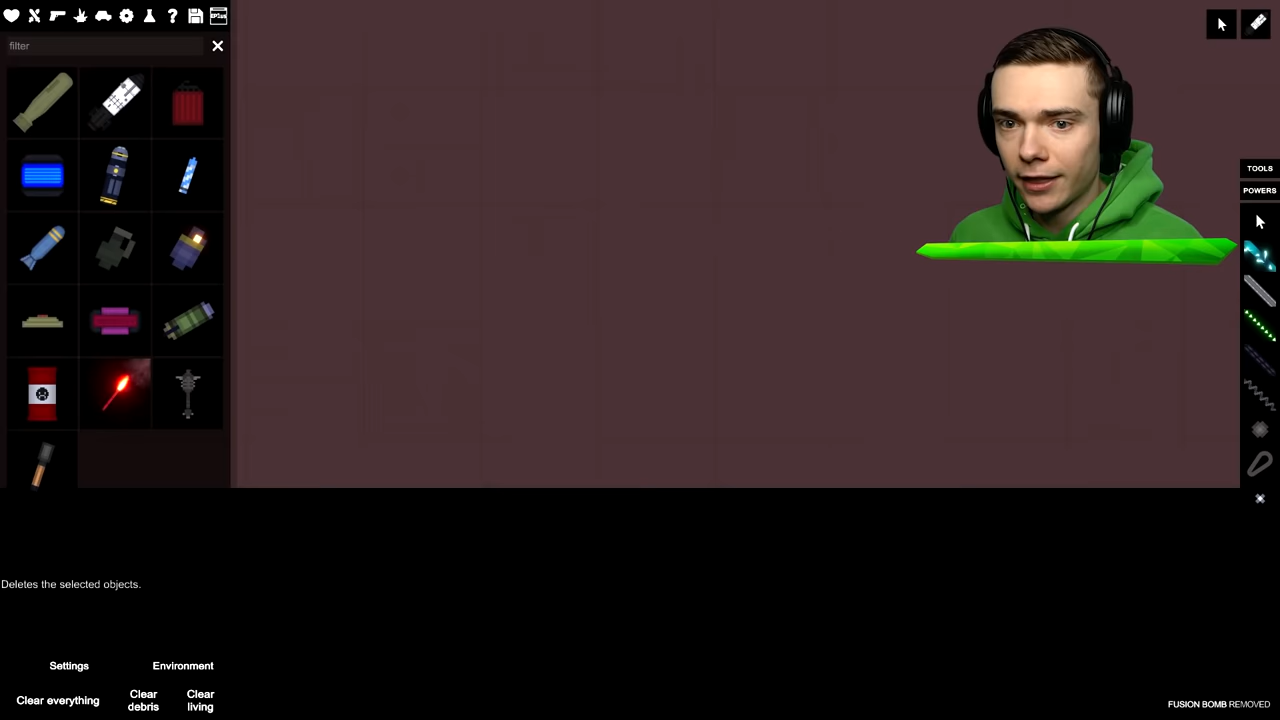 filter
TOOLS
POWERS
Deletes the selected objects.
Settings
Environment
Clear everything
Clear debris
Clear living
FUSION BOMB REMOVED